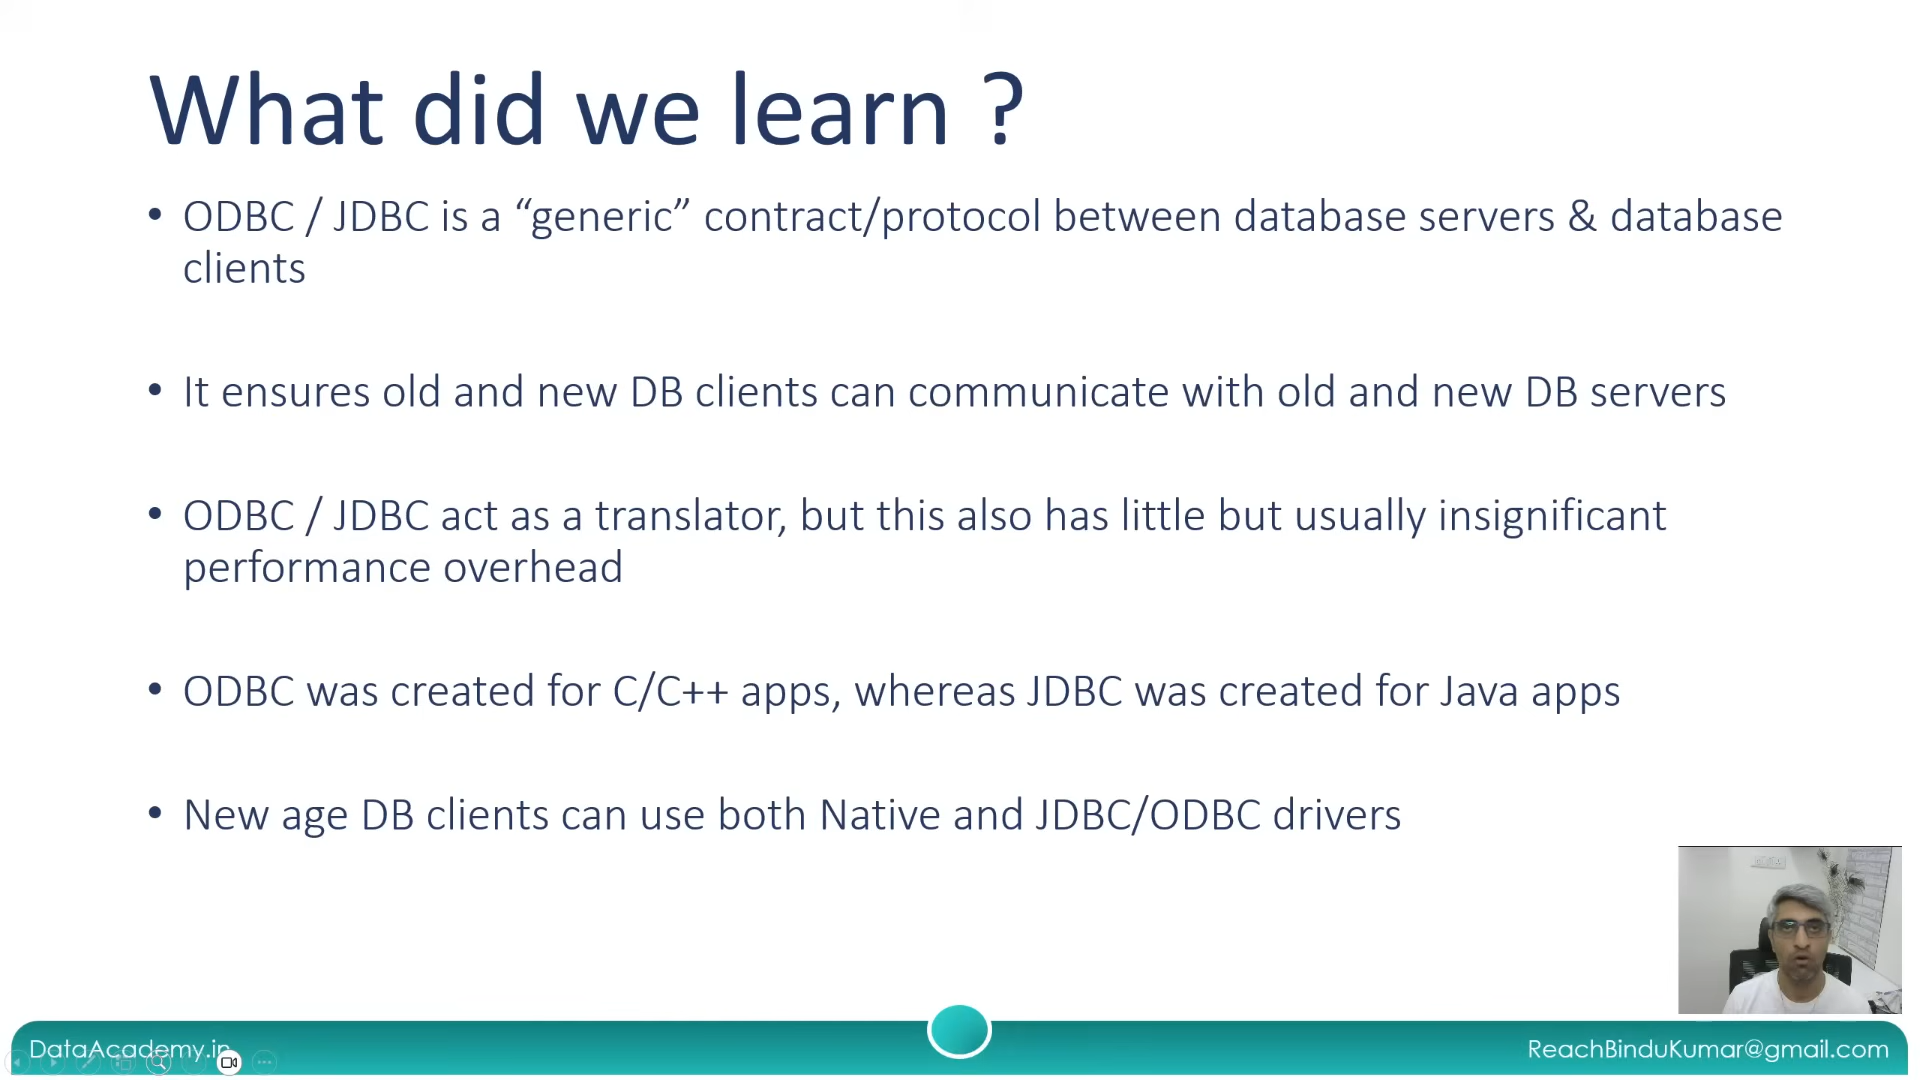 What did we learn ?
• ODBC / JDBC is a “generic” contract/protocol between database servers & database
clients
• It ensures old and new DB clients can communicate with old and new DB servers
• ODBC / JDBC act as a translator, but this also has little but usually insignificant
performance overhead
• ODBC was created for C/C++ apps, whereas JDBC was created for Java apps
• New age DB clients can use both Native and JDBC/ODBC drivers
DataAcademy.in
ReachBinduKumar@gmail.com